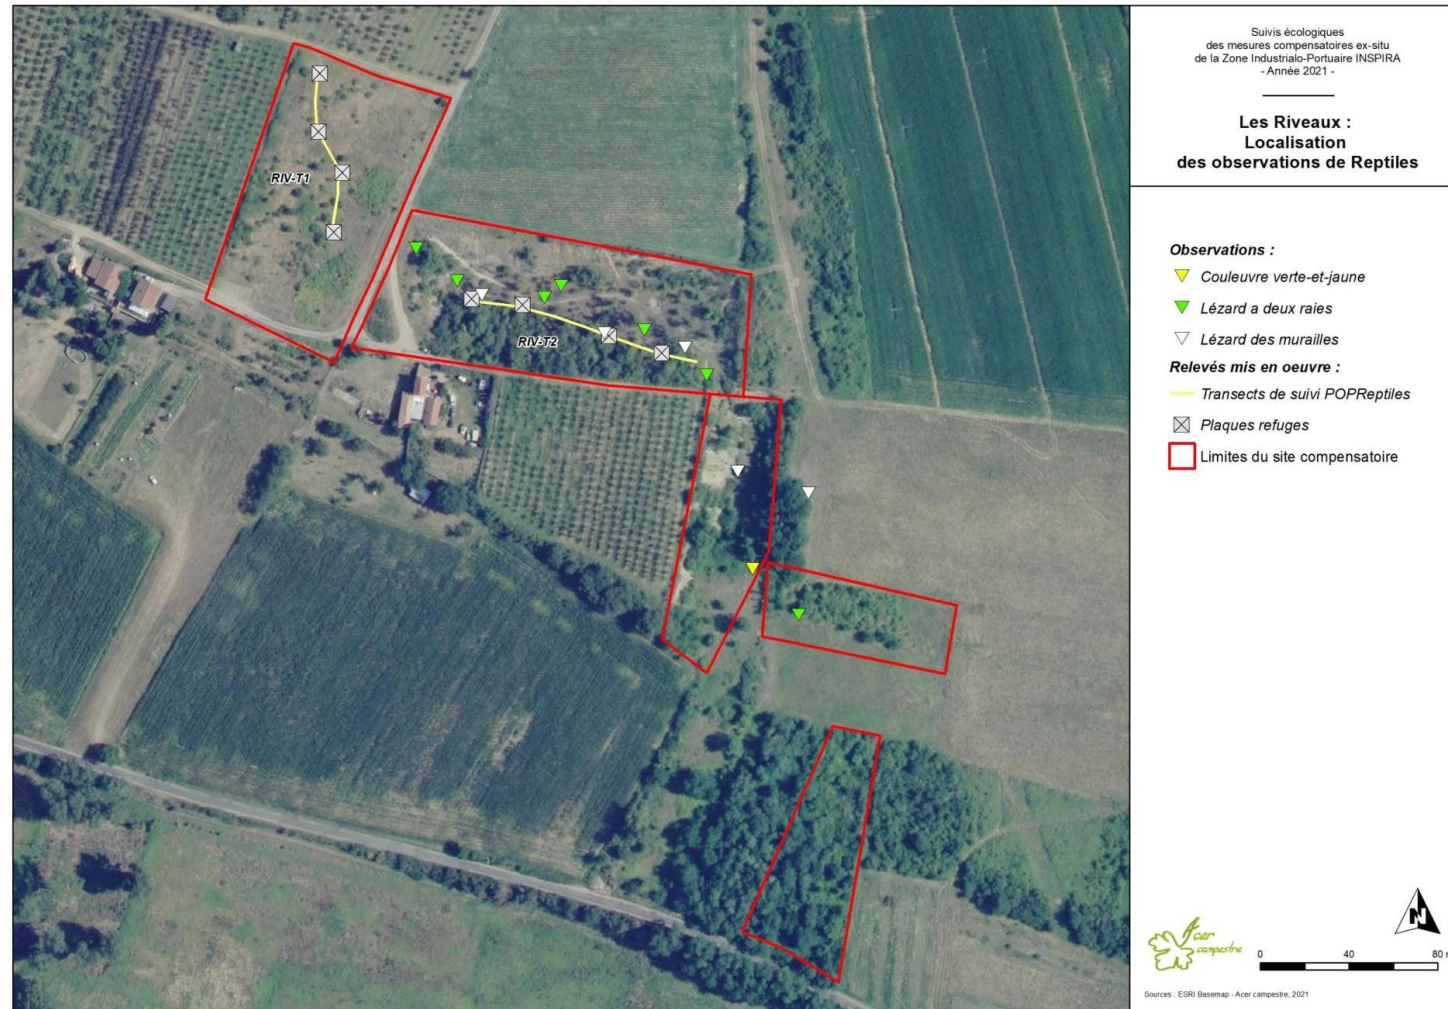 Suivis écologiques
des mesures compensatoires ex-situ
de la Zone Industrialo-Portuaire INSPIRA
- Année 2021 -
Les Riveaux :
Localisation
des observations de Reptiles
Observations :
Couleuvre verte-et-jaune
Lézard a deux raies
Lézard des murailles
Relevés mis en oeuvre :
Transects de suivi POPReptiles
Plaques refuges
Limites du site compensatoire
RIV-T1
RIV-T2
N
Acer
campestre
0 40 80 m
Sources : ESRI Basemap - Acer campestre, 2021